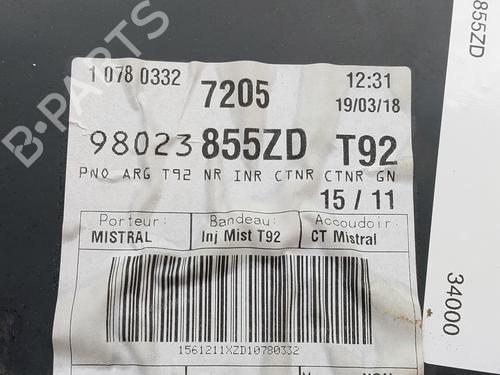 1 0780 0332 7205 12:31
19/03/18
98023 855ZD T92
PNO ARG T92 NR INR CTNR CTNR GN
15 / 11
Porteur: Bandeau: Accoudoir:
MISTRAL Inj Mist T92 CT Mistral
1561211XZD10780332
855ZD
34000
B-PARTS